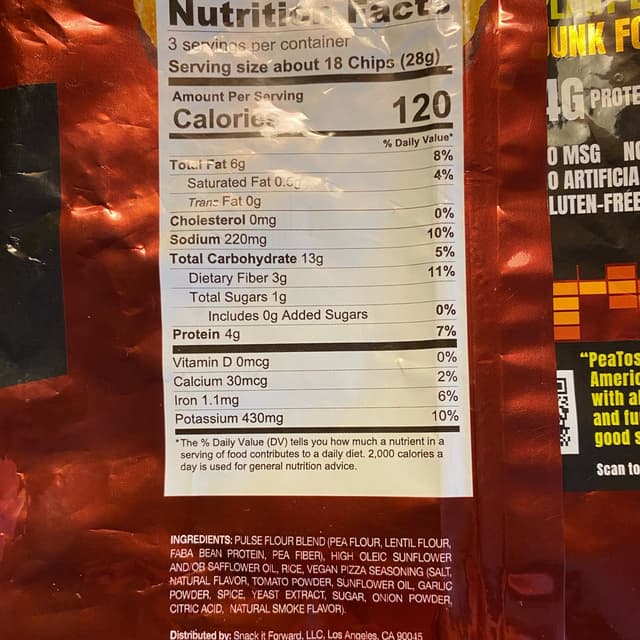 Nutrition Facts
3 servings per container
Serving size about 18 Chips (28g)
Amount Per Serving
Calories 120
% Daily Value*
Total Fat 6g 8%
Saturated Fat 0.5g 4%
Trans Fat 0g
Cholesterol 0mg 0%
Sodium 220mg 10%
Total Carbohydrate 13g 5%
Dietary Fiber 3g 11%
Total Sugars 1g
Includes 0g Added Sugars 0%
Protein 4g 7%
Vitamin D 0mcg 0%
Calcium 30mcg 2%
Iron 1.1mg 6%
Potassium 430mg 10%
*The % Daily Value (DV) tells you how much a nutrient in a
serving of food contributes to a daily diet. 2,000 calories a
day is used for general nutrition advice.
INGREDIENTS: PULSE FLOUR BLEND (PEA FLOUR, LENTIL FLOUR,
FABA BEAN PROTEIN, PEA FIBER), HIGH OLEIC SUNFLOWER
AND/OR SAFFLOWER OIL, RICE, VEGAN PIZZA SEASONING (SALT,
NATURAL FLAVOR, TOMATO POWDER, SUNFLOWER OIL, GARLIC
POWDER, SPICE, YEAST EXTRACT, SUGAR, ONION POWDER,
CITRIC ACID, NATURAL SMOKE FLAVOR).
Distributed by: Snack it Forward, LLC, Los Angeles, CA 90045
JUNK FO
4G PROTE
O MSG NO
O ARTIFICIA
LUTEN-FREE
"PeaTos
Americ
with al
and fu
good s
Scan to